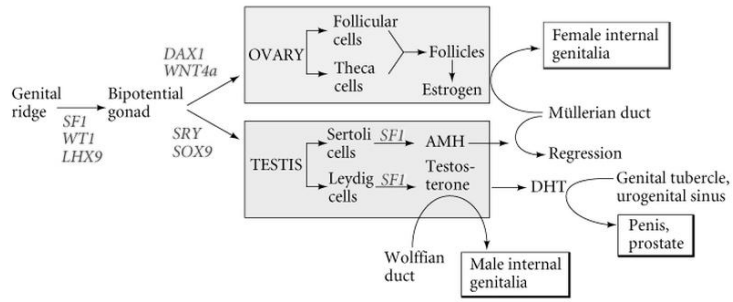 Genital
ridge
SF1
WT1
LHX9
Bipotential
gonad
DAX1
WNT4a
SRY
SOX9
OVARY
Follicular
cells
Theca
cells
Follicles
Estrogen
Female internal
genitalia
Müllerian duct
Regression
TESTIS
Sertoli
cells
SF1
AMH
Leydig
cells
SF1
Testos-
terone
DHT
Genital tubercle,
urogenital sinus
Penis,
prostate
Wolffian
duct
Male internal
genitalia